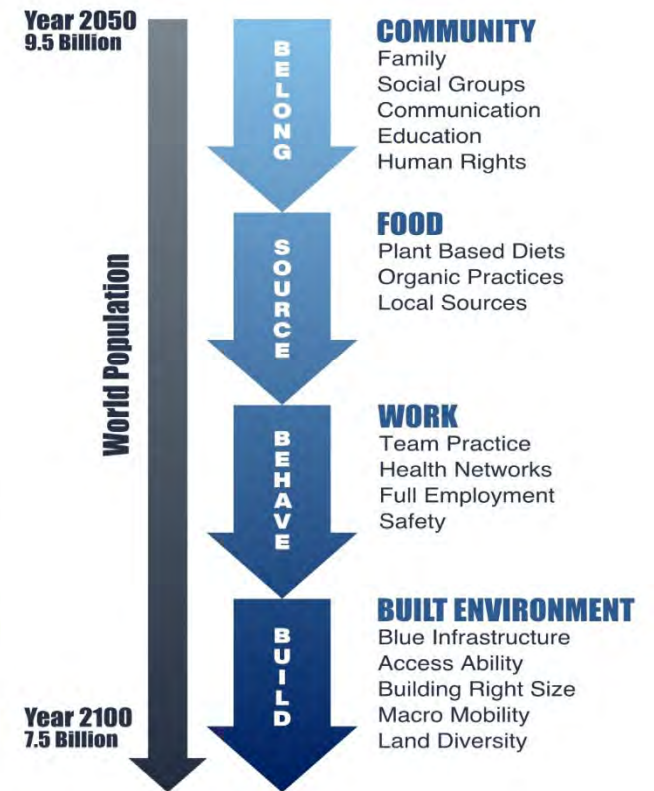 Year 2050
9.5 Billion
World Population
Year 2100
7.5 Billion
BELONG
COMMUNITY
Family
Social Groups
Communication
Education
Human Rights
SOURCE
FOOD
Plant Based Diets
Organic Practices
Local Sources
BEHAVE
WORK
Team Practice
Health Networks
Full Employment
Safety
BUILD
BUILT ENVIRONMENT
Blue Infrastructure
Access Ability
Building Right Size
Macro Mobility
Land Diversity